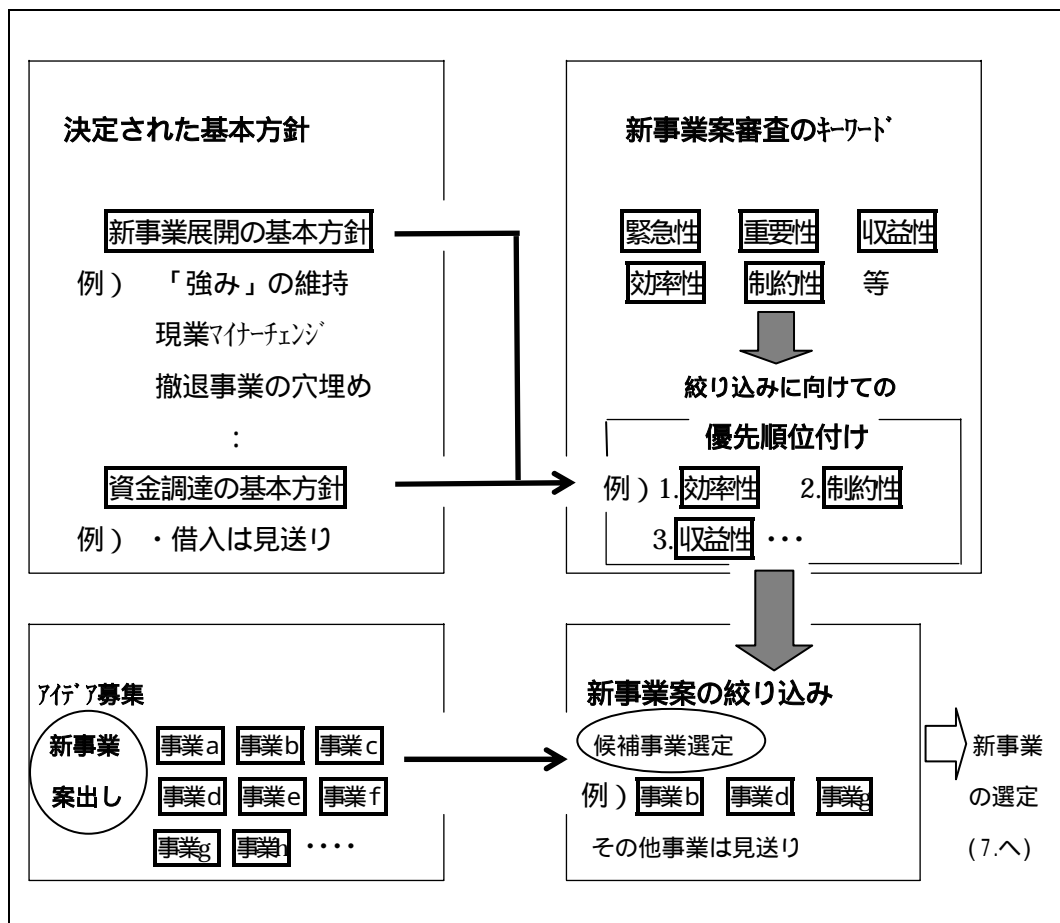 決定された基本方針
新事業展開の基本方針
例） 「強み」の維持
現業ﾏｲﾅｰﾁｪﾝｼﾞ
撤退事業の穴埋め
：
資金調達の基本方針
例） ・借入は見送り
新事業案審査のｷｰﾜｰﾄﾞ
緊急性 重要性 収益性
効率性 制約性 等
絞り込みに向けての
優先順位付け
例）1.効率性 2.制約性
3.収益性 ･･･
ｱｲﾃﾞｱ募集
新事業
案出し
事業a 事業b 事業c
事業d 事業e 事業f
事業g 事業h ････
新事業案の絞り込み
候補事業選定
例）事業b 事業d 事業g
その他事業は見送り
新事業
の選定
(7.へ)